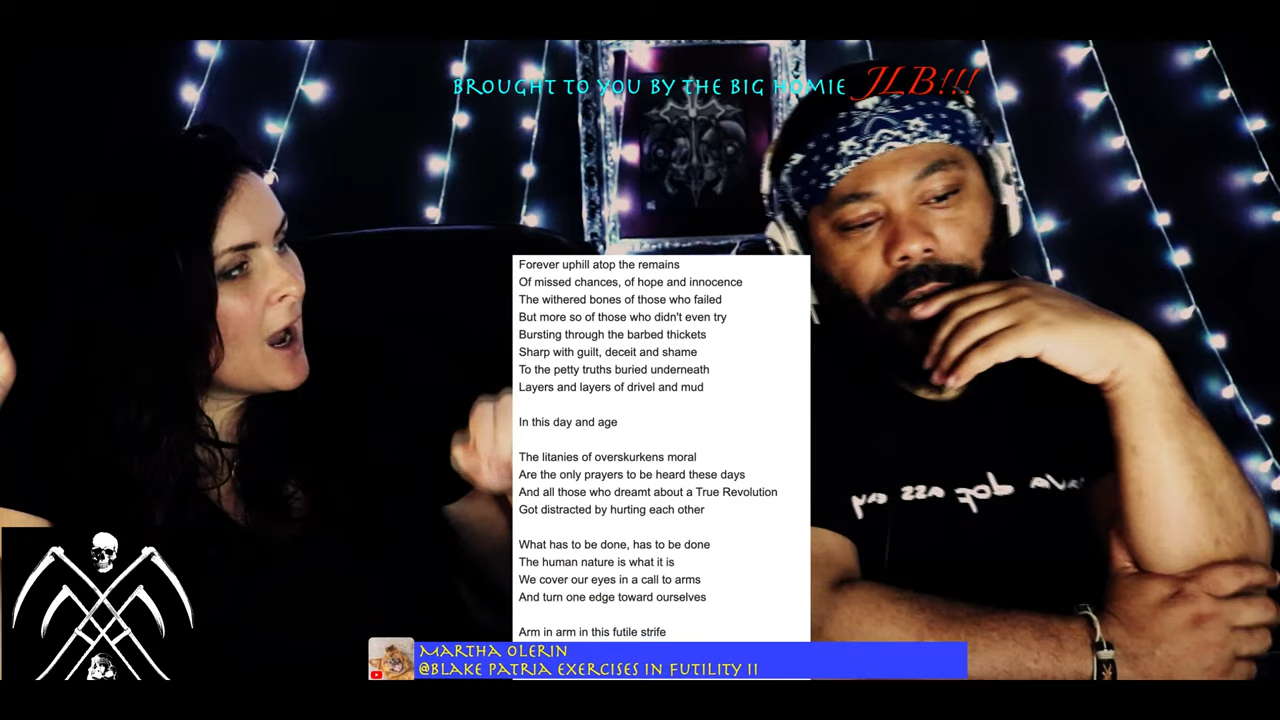 BROUGHT TO YOU BY THE BIG HOMIE JLB!!!
Forever uphill atop the remains
Of missed chances, of hope and innocence
The withered bones of those who failed
But more so of those who didn't even try
Bursting through the barbed thickets
Sharp with guilt, deceit and shame
To the petty truths buried underneath
Layers and layers of drivel and mud
In this day and age
The litanies of overskurkens moral
Are the only prayers to be heard these days
And all those who dreamt about a True Revolution
Got distracted by hurting each other
What has to be done, has to be done
The human nature is what it is
We cover our eyes in a call to arms
And turn one edge toward ourselves
Arm in arm in this futile strife
ya ssa goq
MARTHA OLERIN
@BLAKE PATRIA EXERCISES IN FUTILITY II